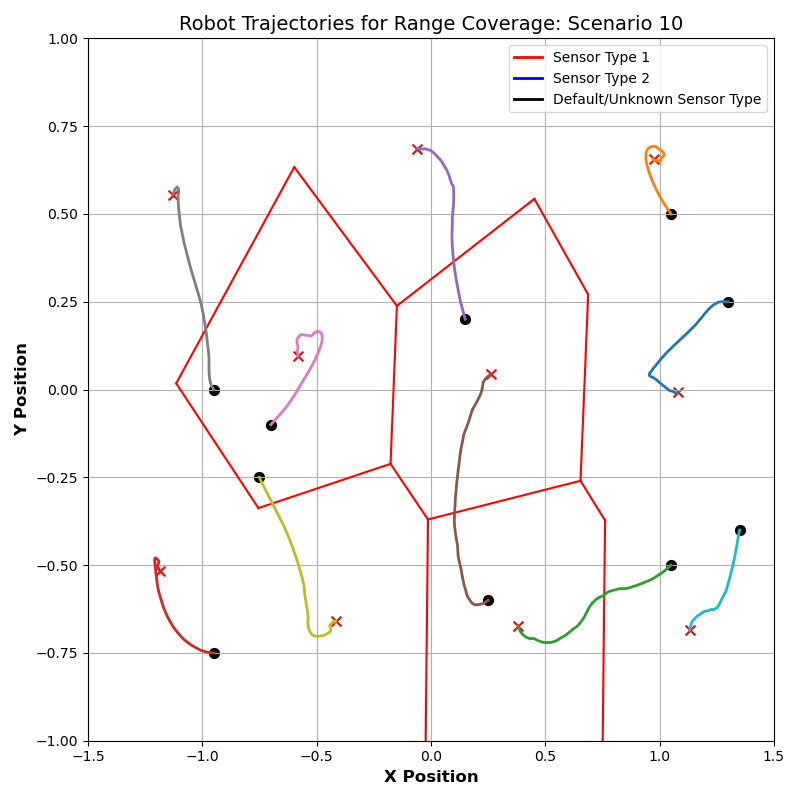 Robot Trajectories for Range Coverage: Scenario 10
Sensor Type 1
Sensor Type 2
Default/Unknown Sensor Type
Y Position
1.00
0.75
0.50
0.25
0.00
−0.25
−0.50
−0.75
−1.00
−1.5 −1.0 −0.5 0.0 0.5 1.0 1.5
X Position